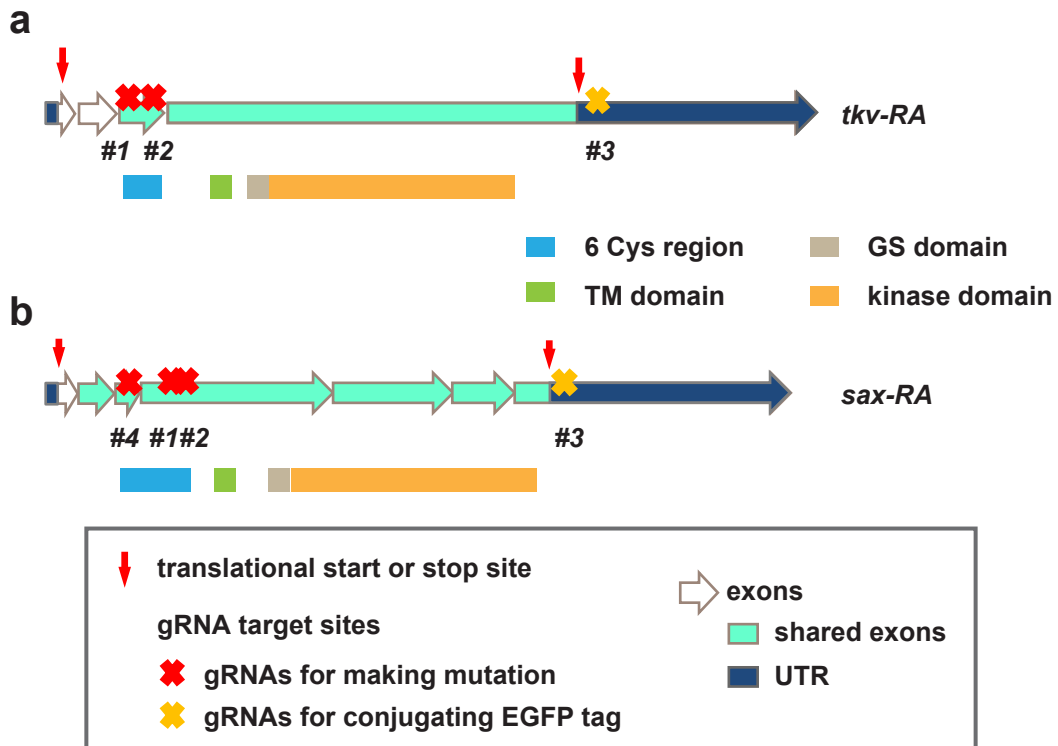 a
tkv-RA
#1 #2 #3
6 Cys region GS domain
TM domain kinase domain
b
sax-RA
#4 #1#2 #3
translational start or stop site
exons
gRNA target sites
shared exons
gRNAs for making mutation
UTR
gRNAs for conjugating EGFP tag